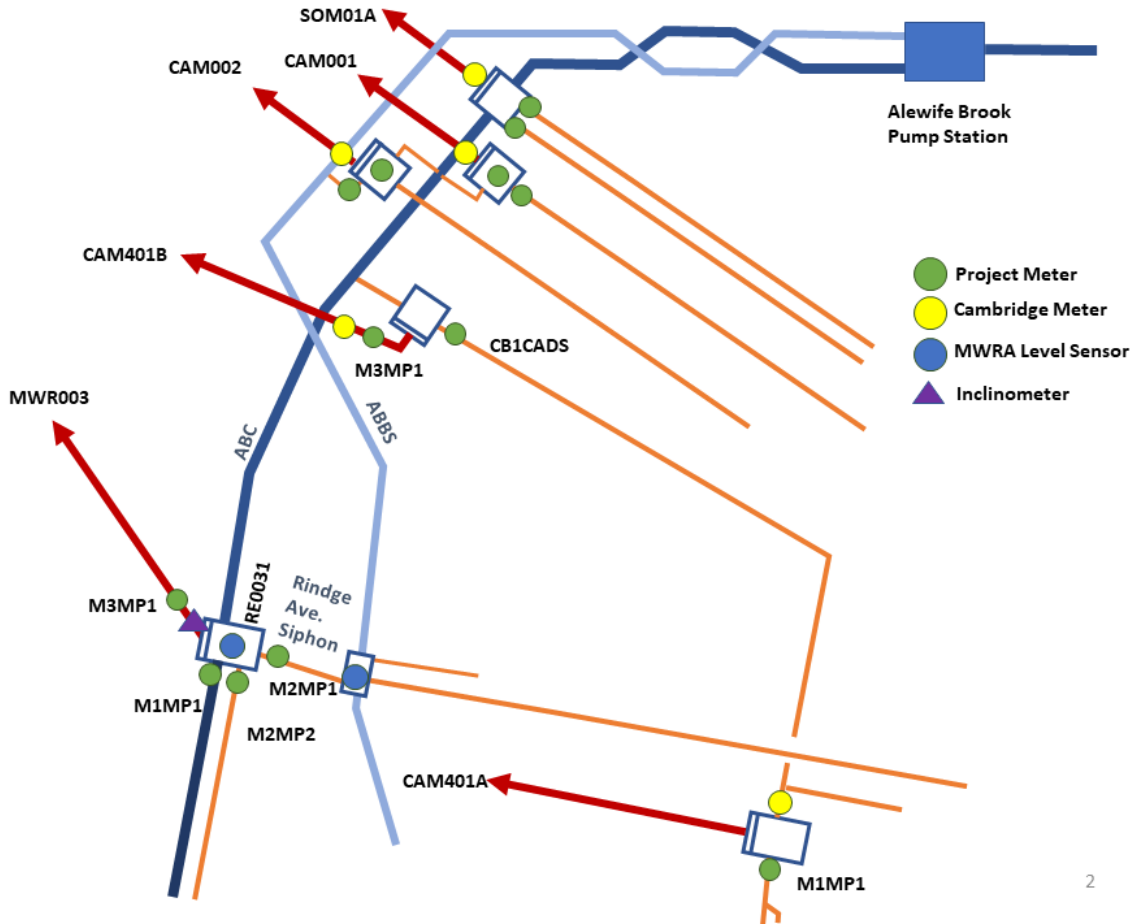 SOM01A
CAM001
CAM002
Alewife Brook
Pump Station
CAM401B
Project Meter
Cambridge Meter
MWRA Level Sensor
Inclinometer
CB1CADS
M3MP1
MWR003
ABC
ABBS
RE0031
Rindge
Ave.
Siphon
M3MP1
M2MP1
M1MP1
M2MP2
CAM401A
M1MP1
2